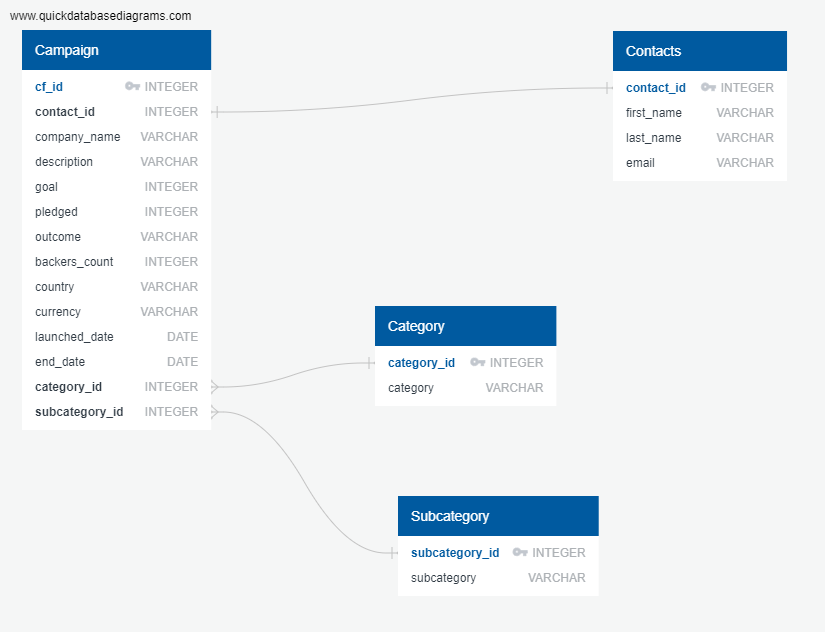 www.quickdatabasediagrams.com
Campaign
cf_id INTEGER
contact_id INTEGER
company_name VARCHAR
description VARCHAR
goal INTEGER
pledged INTEGER
outcome VARCHAR
backers_count INTEGER
country VARCHAR
currency VARCHAR
launched_date DATE
end_date DATE
category_id INTEGER
subcategory_id INTEGER
Contacts
contact_id INTEGER
first_name VARCHAR
last_name VARCHAR
email VARCHAR
Category
category_id INTEGER
category VARCHAR
Subcategory
subcategory_id INTEGER
subcategory VARCHAR